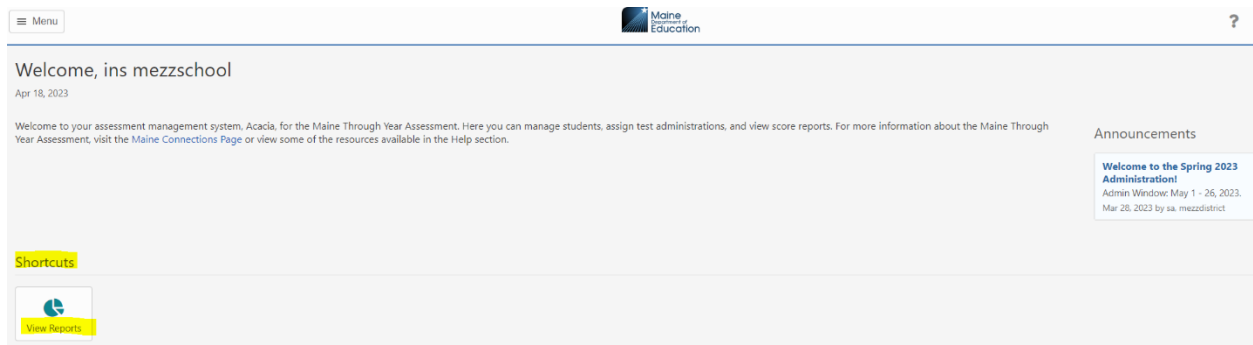 Menu
Maine
Department of
Education
?
Welcome, ins mezzschool
Apr 18, 2023
Welcome to your assessment management system, Acacia, for the Maine Through Year Assessment. Here you can manage students, assign test administrations, and view score reports. For more information about the Maine Through
Year Assessment, visit the Maine Connections Page or view some of the resources available in the Help section.
Announcements
Welcome to the Spring 2023
Administration!
Admin Window: May 1 - 26, 2023.
Mar 28, 2023 by sa, mezzdistrict
Shortcuts
View Reports